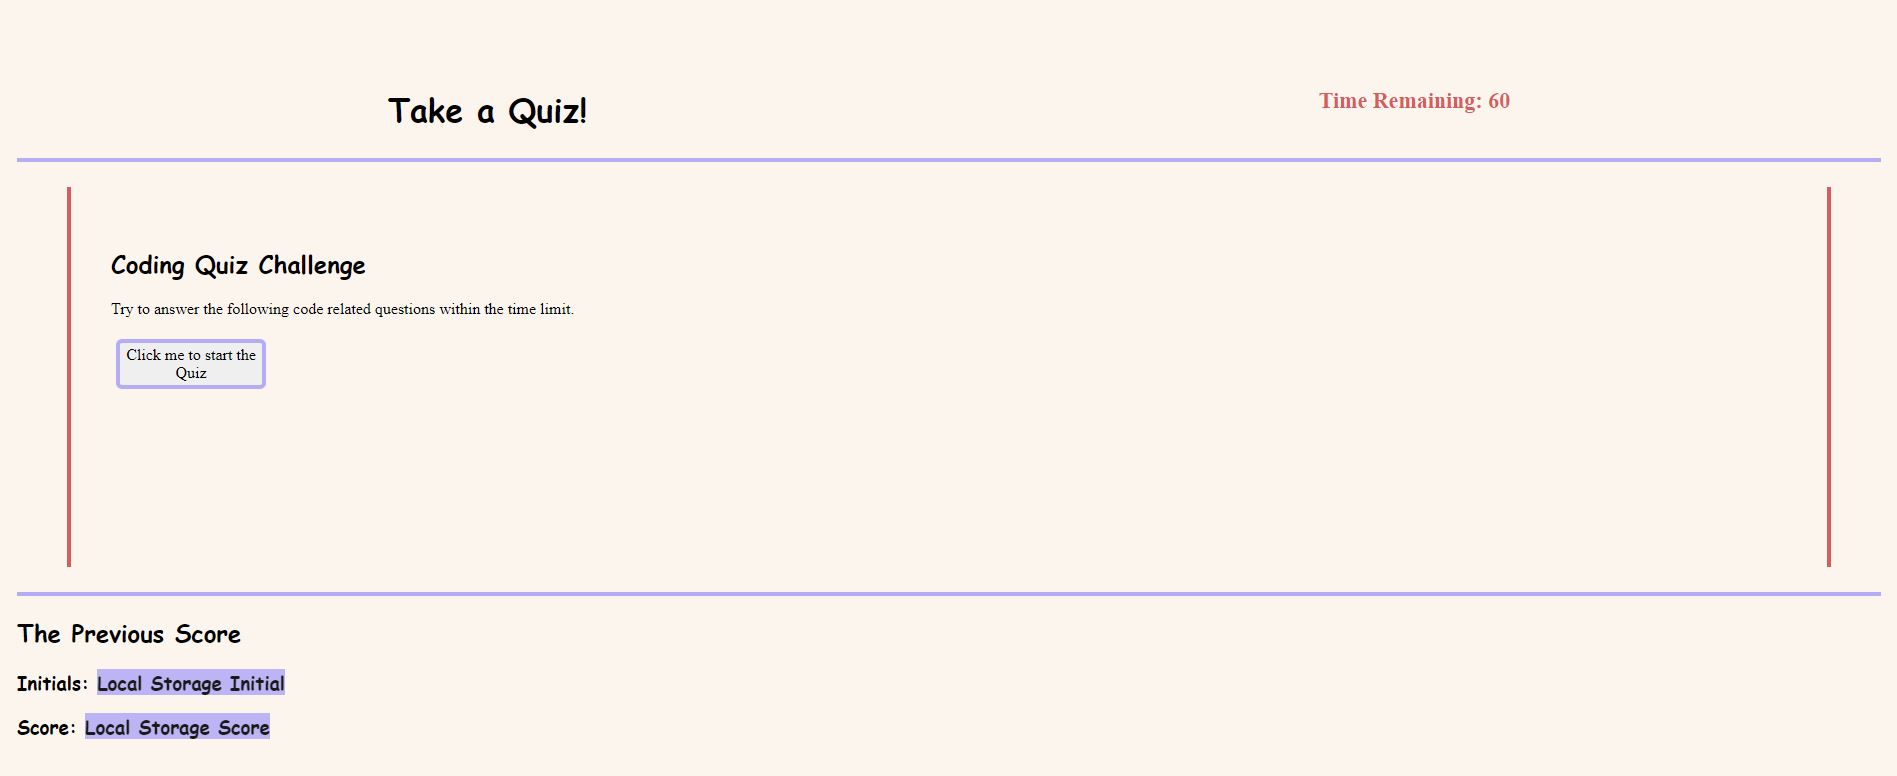 Take a Quiz!
Time Remaining: 60
Coding Quiz Challenge
Try to answer the following code related questions within the time limit.
Click me to start the
Quiz
The Previous Score
Initials: Local Storage Initial
Score: Local Storage Score